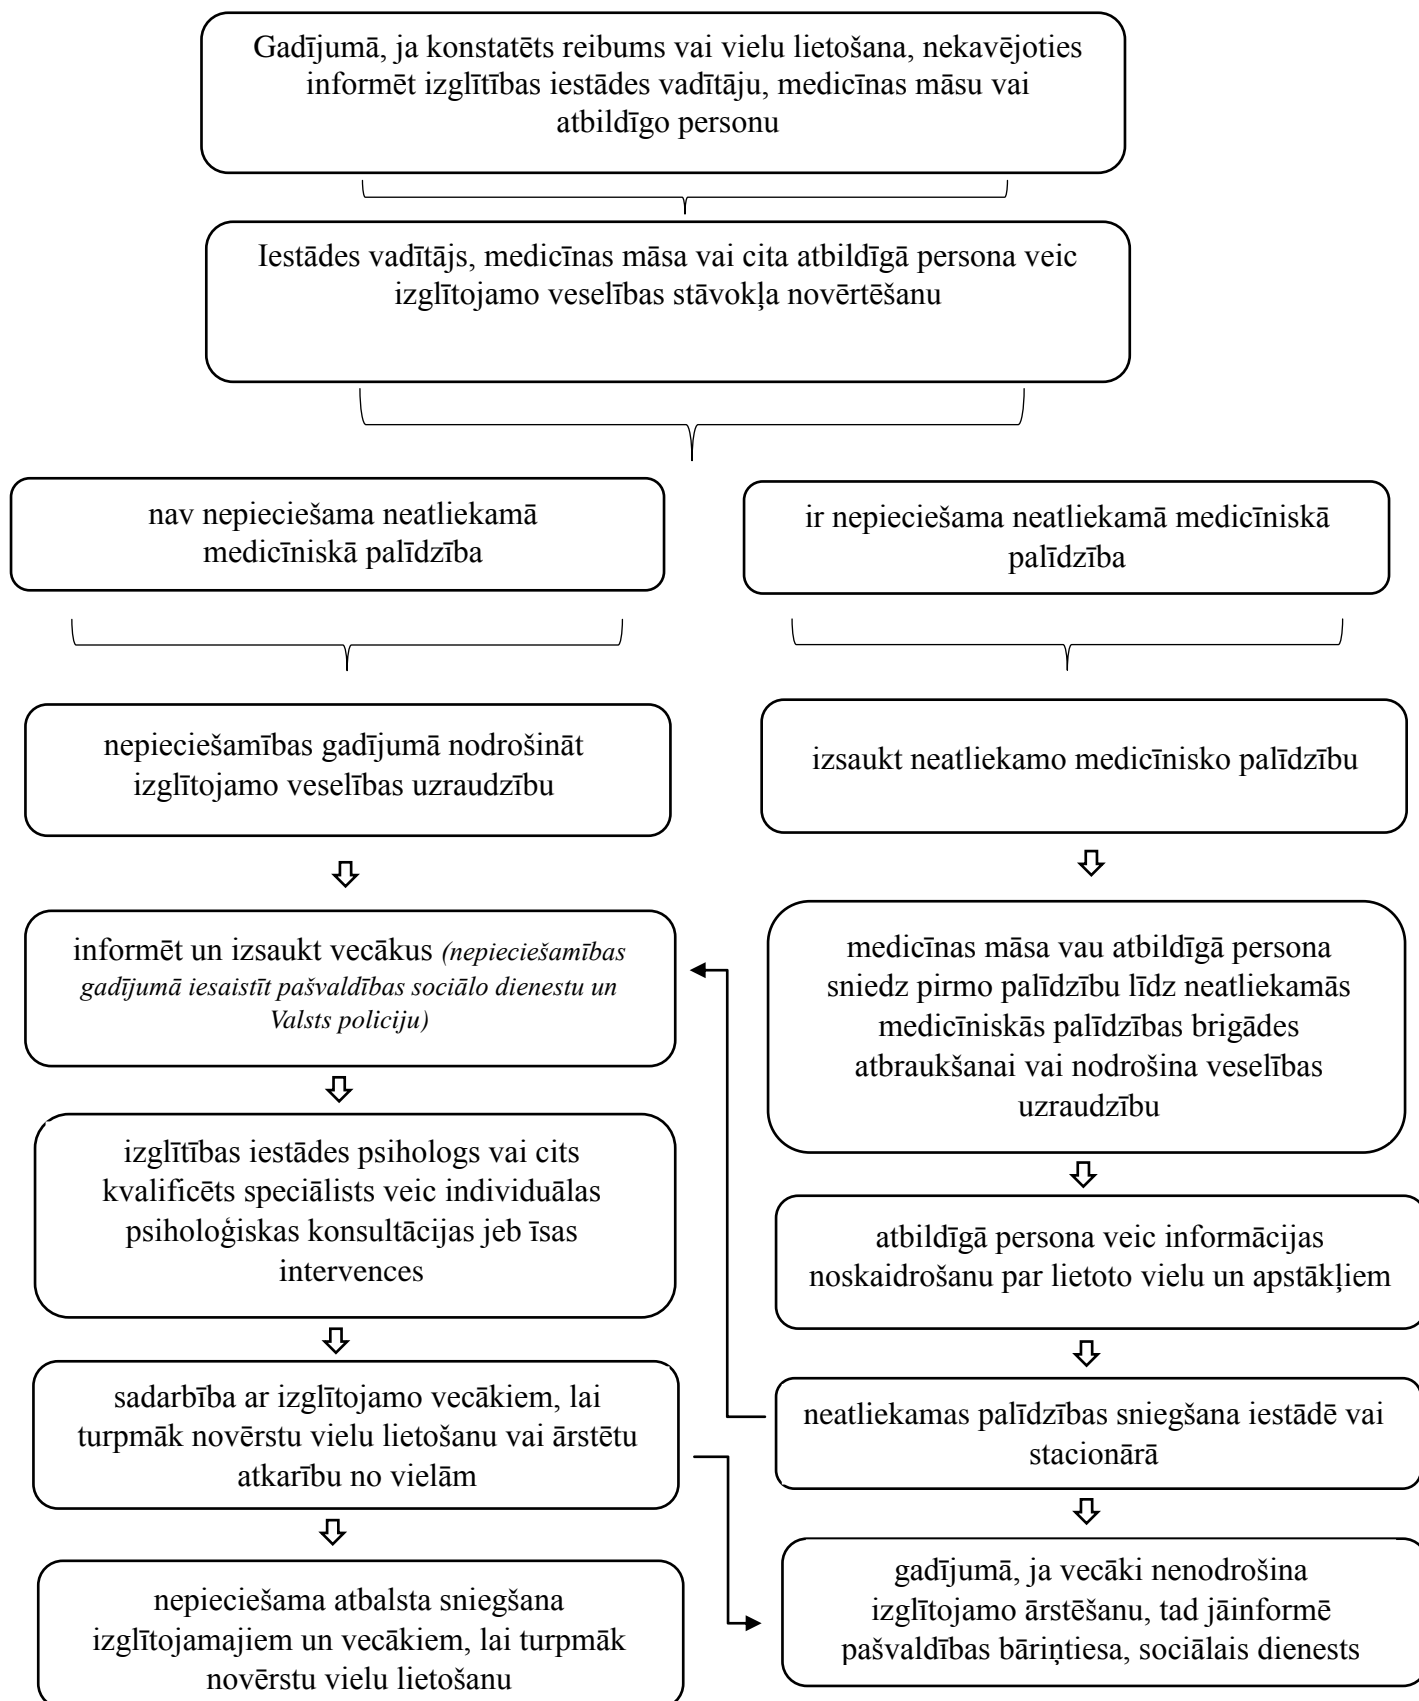 Gadījumā, ja konstatēts reibums vai vielu lietošana, nekavējoties
informēt izglītības iestādes vadītāju, medicīnas māsu vai
atbildīgo personu
Iestādes vadītājs, medicīnas māsa vai cita atbildīgā persona veic
izglītojamo veselības stāvokļa novērtēšanu
nav nepieciešama neatliekamā
medicīniskā palīdzība
ir nepieciešama neatliekamā medicīniskā
palīdzība
nepieciešamības gadījumā nodrošināt
izglītojamo veselības uzraudzību
izsaukt neatliekamo medicīnisko palīdzību
informēt un izsaukt vecākus (nepieciešamības
gadījumā iesaistīt pašvaldības sociālo dienestu un
Valsts policiju)
medicīnas māsa vau atbildīgā persona
sniedz pirmo palīdzību līdz neatliekamās
medicīniskās palīdzības brigādes
atbraukšanai vai nodrošina veselības
uzraudzību
izglītības iestādes psihologs vai cits
kvalificēts speciālists veic individuālas
psiholoģiskas konsultācijas jeb īsas
intervences
atbildīgā persona veic informācijas
noskaidrošanu par lietoto vielu un apstākļiem
sadarbība ar izglītojamo vecākiem, lai
turpmāk novērstu vielu lietošanu vai ārstētu
atkarību no vielām
neatliekamas palīdzības sniegšana iestādē vai
stacionārā
nepieciešama atbalsta sniegšana
izglītojamajiem un vecākiem, lai turpmāk
novērstu vielu lietošanu
gadījumā, ja vecāki nenodrošina
izglītojamo ārstēšanu, tad jāinformē
pašvaldības bāriņtiesa, sociālais dienests